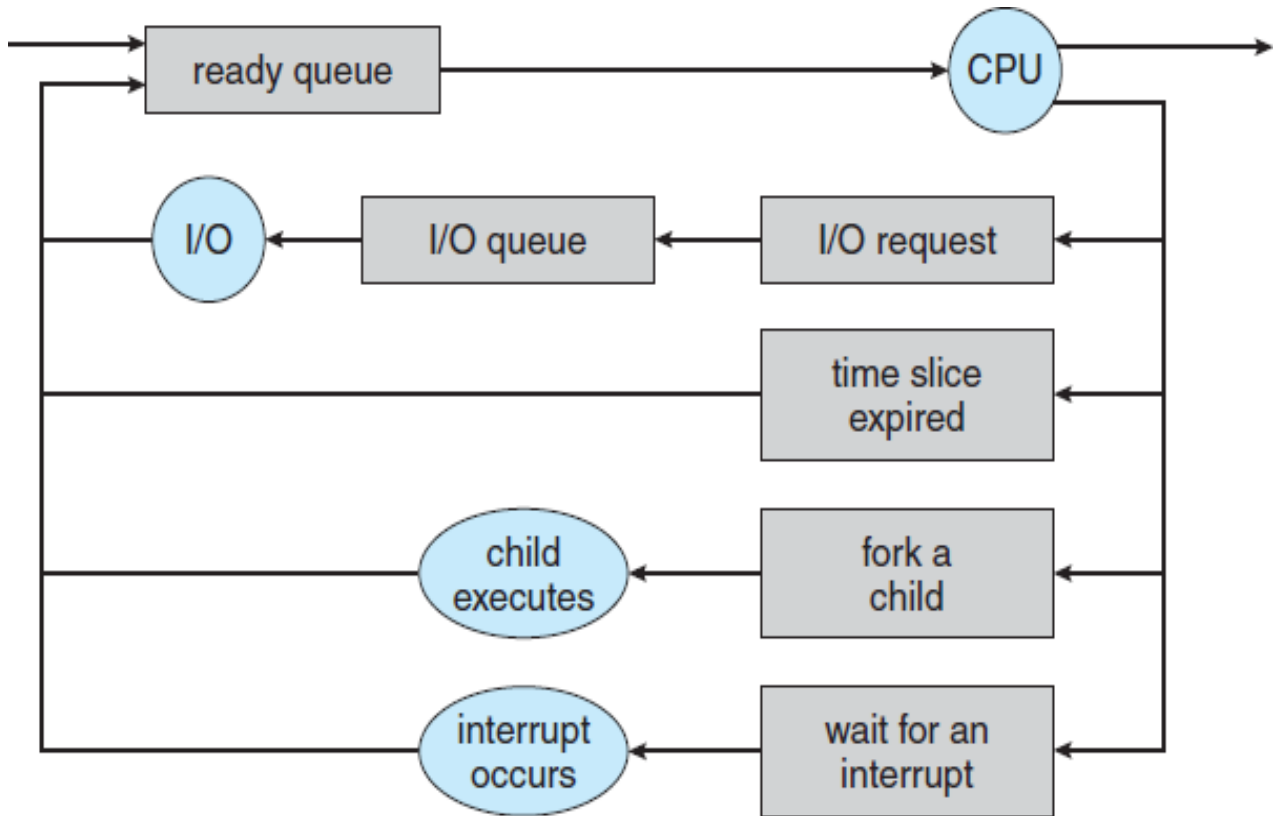 ready queue
CPU
I/O
I/O queue
I/O request
time slice
expired
child
executes
fork a
child
interrupt
occurs
wait for an
interrupt